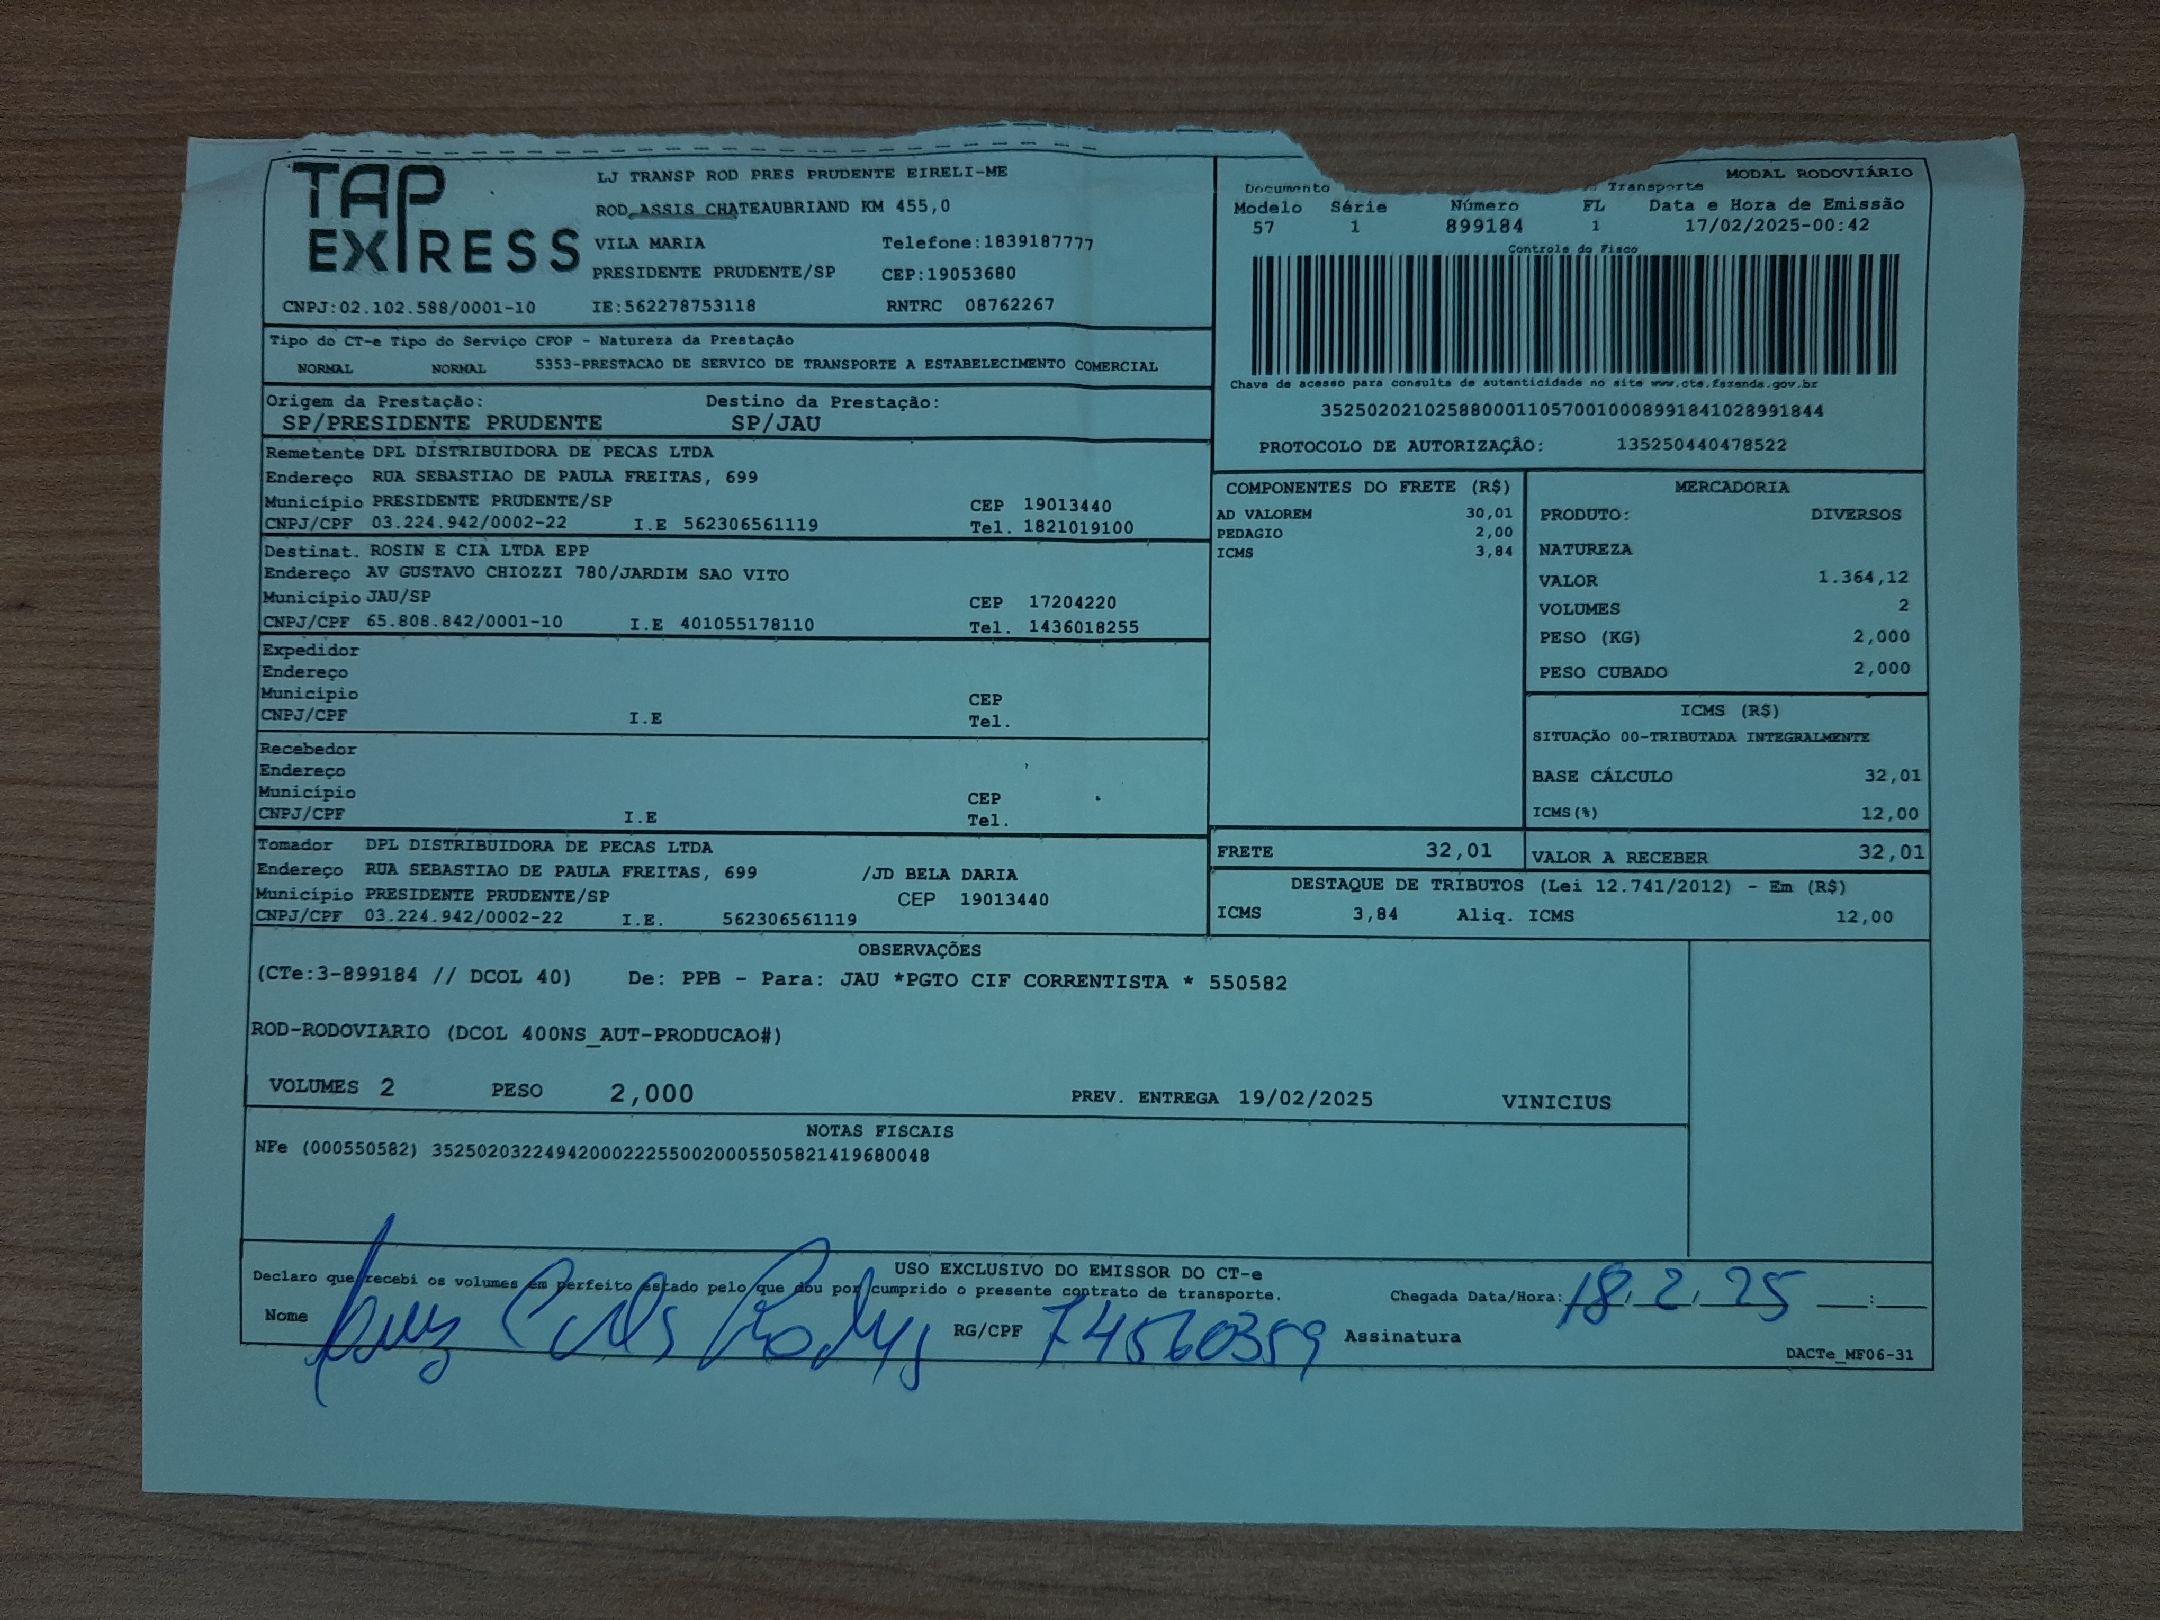 TAP EXPRESS
LJ TRANSP ROD PRES PRUDENTE EIRELI-ME
ROD ASSIS CHATEAUBRIAND KM 455,0
VILA MARIA Telefone:1839187777
PRESIDENTE PRUDENTE/SP CEP:19053680
CNPJ:02.102.588/0001-10 IE:562278753118 RNTRC 08762267
MODAL RODOVIÁRIO
Documento Transporte
Modelo Série Número FL Data e Hora de Emissão
57 1 899184 1 17/02/2025-00:42
Controle do Fisco
Chave de acesso para consulta de autenticidade no site www.cte.fazenda.gov.br
35250202102588000110570010008991841028991844
PROTOCOLO DE AUTORIZAÇÃO: 135250440478522
Tipo do CT-e Tipo do Serviço CFOP - Natureza da Prestação
NORMAL NORMAL 5353-PRESTACAO DE SERVICO DE TRANSPORTE A ESTABELECIMENTO COMERCIAL
Origem da Prestação: Destino da Prestação:
SP/PRESIDENTE PRUDENTE SP/JAU
Remetente DPL DISTRIBUIDORA DE PECAS LTDA
Endereço RUA SEBASTIAO DE PAULA FREITAS, 699
Município PRESIDENTE PRUDENTE/SP CEP 19013440
CNPJ/CPF 03.224.942/0002-22 I.E 562306561119 Tel. 1821019100
Destinat. ROSIN E CIA LTDA EPP
Endereço AV GUSTAVO CHIOZZI 780/JARDIM SAO VITO
Município JAU/SP CEP 17204220
CNPJ/CPF 65.808.842/0001-10 I.E 401055178110 Tel. 1436018255
Expedidor
Endereço
Município CEP
CNPJ/CPF I.E Tel.
Recebedor
Endereço
Município CEP
CNPJ/CPF I.E Tel.
Tomador DPL DISTRIBUIDORA DE PECAS LTDA
Endereço RUA SEBASTIAO DE PAULA FREITAS, 699 /JD BELA DARIA
Município PRESIDENTE PRUDENTE/SP CEP 19013440
CNPJ/CPF 03.224.942/0002-22 I.E. 562306561119
COMPONENTES DO FRETE (R$)
AD VALOREM 30,01
PEDAGIO 2,00
ICMS 3,84
MERCADORIA
PRODUTO: DIVERSOS
NATUREZA
VALOR 1.364,12
VOLUMES 2
PESO (KG) 2,000
PESO CUBADO 2,000
ICMS (R$)
SITUAÇÃO 00-TRIBUTADA INTEGRALMENTE
BASE CÁLCULO 32,01
ICMS(%) 12,00
FRETE 32,01 VALOR A RECEBER 32,01
DESTAQUE DE TRIBUTOS (Lei 12.741/2012) - Em (R$)
ICMS 3,84 Aliq. ICMS 12,00
OBSERVAÇÕES
(CTe:3-899184 // DCOL 40) De: PPB - Para: JAU *PGTO CIF CORRENTISTA * 550582
ROD-RODOVIARIO (DCOL 400NS_AUT-PRODUCAO#)
VOLUMES 2 PESO 2,000 PREV. ENTREGA 19/02/2025 VINICIUS
NOTAS FISCAIS
NFe (000550582) 35250203224942000222550020005505821419680048
USO EXCLUSIVO DO EMISSOR DO CT-e
Declaro que recebi os volumes em perfeito estado pelo que dou por cumprido o presente contrato de transporte.
Chegada Data/Hora: 18.2.25 :
Nome RG/CPF 74560359 Assinatura
DACTe_MF06-31